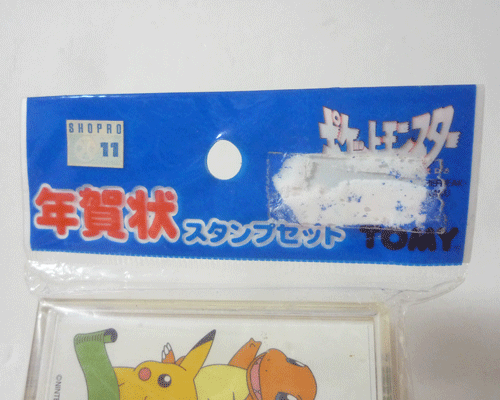 SHOPRO
11
ポケットモンスター
年賀状
スタンプセット
TOMY